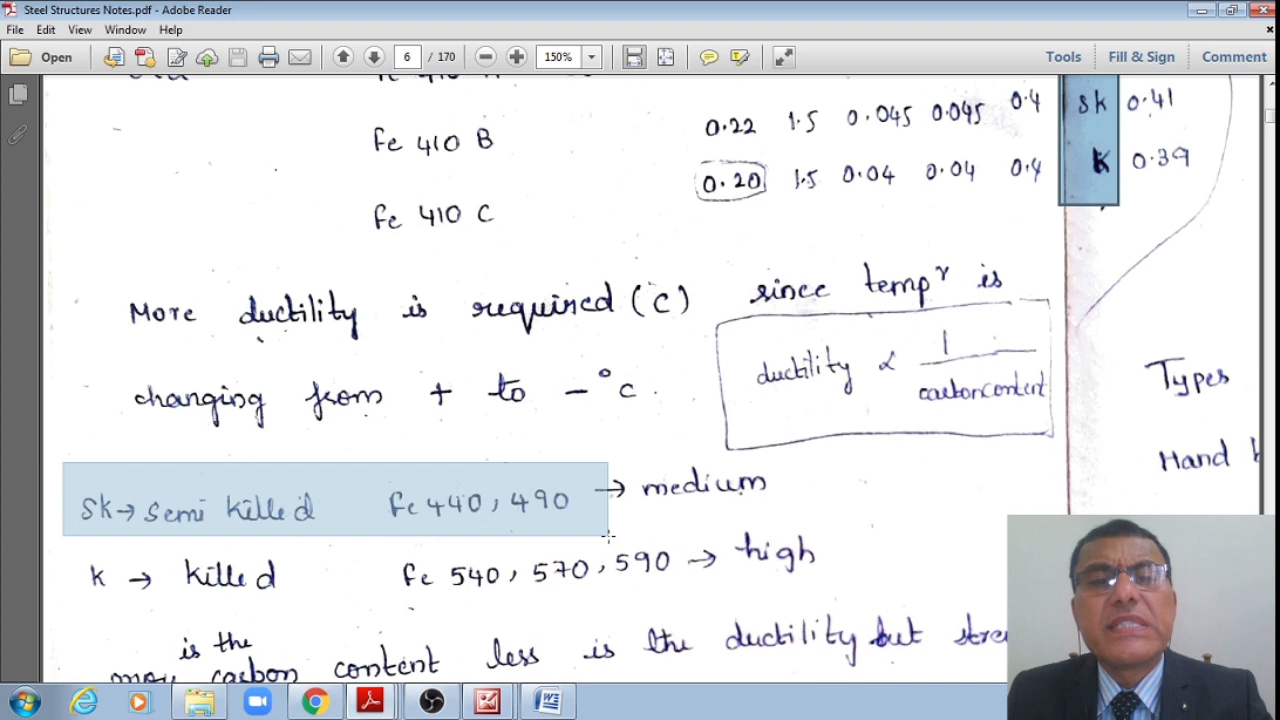 Steel Structures Notes.pdf - Adobe Reader
File Edit View Window Help
Open 6 / 170 150% Tools Fill & Sign Comment
0.22 1.5 0.045 0.045 0.4 Sk 0.41
Fe 410 B
0.20 1.5 0.04 0.04 0.4 K 0.39
Fe 410 C
More ductility is required (C) since tempr is
ductility ∝ 1 / carbon content
changing from + to - °c.
Types
Hand
Sk → Semi killed Fe 440, 490 → medium
K → killed Fe 540, 570, 590 → high
is the
carbon content less is the ductility but